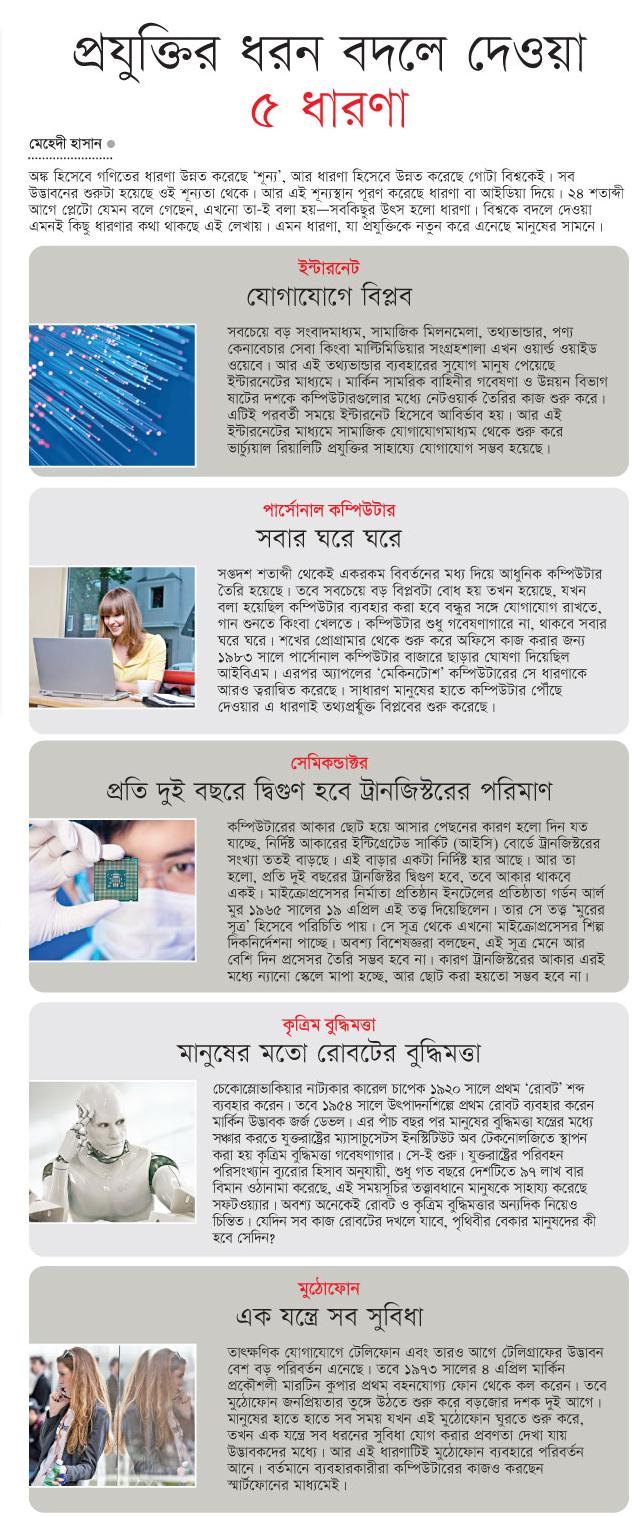 প্রযুক্তির ধরন বদলে দেওয়া
৫ ধারণা
মেহেদী হাসান
অঙ্ক হিসেবে গণিতের ধারণা উন্নত করেছে ‘শূন্য’, আর ধারণা হিসেবে উন্নত করেছে গোটা বিশ্বকেই। সব
উদ্ভাবনের শুরুটা হয়েছে ওই শূন্যতা থেকে। আর এই শূন্যস্থান পূরণ করেছে ধারণা বা আইডিয়া দিয়ে। ২৪ শতাব্দী
আগে প্লেটো যেমন বলে গেছেন, এখনো তা-ই বলা হয়—সবকিছুর উৎস হলো ধারণা। বিশ্বকে বদলে দেওয়া
এমনই কিছু ধারণার কথা থাকছে এই লেখায়। এমন ধারণা, যা প্রযুক্তিকে নতুন করে এনেছে মানুষের সামনে।
ইন্টারনেট
যোগাযোগে বিপ্লব
সবচেয়ে বড় সংবাদমাধ্যম, সামাজিক মিলনমেলা, তথ্যভান্ডার, পণ্য
কেনাবেচার সেবা কিংবা মাল্টিমিডিয়ার সংগ্রহশালা এখন ওয়ার্ল্ড ওয়াইড
ওয়েবে। আর এই তথ্যভান্ডার ব্যবহারের সুযোগ মানুষ পেয়েছে
ইন্টারনেটের মাধ্যমে। মার্কিন সামরিক বাহিনীর গবেষণা ও উন্নয়ন বিভাগ
ষাটের দশকে কম্পিউটারগুলোর মধ্যে নেটওয়ার্ক তৈরির কাজ শুরু করে।
এটিই পরবর্তী সময়ে ইন্টারনেট হিসেবে আবির্ভাব হয়। আর এই
ইন্টারনেটের মাধ্যমে সামাজিক যোগাযোগমাধ্যম থেকে শুরু করে
ভার্চ্যুয়াল রিয়ালিটি প্রযুক্তির সাহায্যে যোগাযোগ সম্ভব হয়েছে।
পার্সোনাল কম্পিউটার
সবার ঘরে ঘরে
সপ্তদশ শতাব্দী থেকেই একরকম বিবর্তনের মধ্য দিয়ে আধুনিক কম্পিউটার
তৈরি হয়েছে। তবে সবচেয়ে বড় বিপ্লবটা বোধ হয় তখন হয়েছে, যখন
বলা হয়েছিল কম্পিউটার ব্যবহার করা হবে বন্ধুর সঙ্গে যোগাযোগ রাখতে,
গান শুনতে কিংবা খেলতে। কম্পিউটার শুধু গবেষণাগারে না, থাকবে সবার
ঘরে ঘরে। শখের প্রোগ্রামার থেকে শুরু করে অফিসে কাজ করার জন্য
১৯৮৩ সালে পার্সোনাল কম্পিউটার বাজারে ছাড়ার ঘোষণা দিয়েছিল
আইবিএম। এরপর অ্যাপলের ‘মেকিনটোশ’ কম্পিউটারের সে ধারণাকে
আরও ত্বরান্বিত করেছে। সাধারণ মানুষের হাতে কম্পিউটার পৌঁছে
দেওয়ার এ ধারণাই তথ্যপ্রর্যুক্তি বিপ্লবের শুরু করেছে।
সেমিকন্ডাক্টর
প্রতি দুই বছরে দ্বিগুণ হবে ট্রানজিস্টরের পরিমাণ
কম্পিউটারের আকার ছোট হয়ে আসার পেছনের কারণ হলো দিন যত
যাচ্ছে, নির্দিষ্ট আকারের ইন্টিগ্রেটেড সার্কিট (আইসি) বোর্ডে ট্রানজিস্টরের
সংখ্যা ততই বাড়ছে। এই বাড়ার একটা নির্দিষ্ট হার আছে। আর তা
হলো, প্রতি দুই বছরের ট্রানজিস্টর দ্বিগুণ হবে, তবে আকার থাকবে
একই। মাইক্রোপ্রসেসর নির্মাতা প্রতিষ্ঠান ইনটেলের প্রতিষ্ঠাতা গর্ডন আর্ল
মুর ১৯৬৫ সালের ১৯ এপ্রিল এই তত্ত্ব দিয়েছিলেন। তার সে তত্ত্ব ‘মুরের
সূত্র’ হিসেবে পরিচিতি পায়। সে সূত্র থেকে এখনো মাইক্রোপ্রসেসর শিল্প
দিকনির্দেশনা পাচ্ছে। অবশ্য বিশেষজ্ঞরা বলছেন, এই সূত্র মেনে আর
বেশি দিন প্রসেসর তৈরি সম্ভব হবে না। কারণ ট্রানজিস্টরের আকার এরই
মধ্যে ন্যানো স্কেলে মাপা হচ্ছে, আর ছোট করা হয়তো সম্ভব হবে না।
কৃত্রিম বুদ্ধিমত্তা
মানুষের মতো রোবটের বুদ্ধিমত্তা
চেকোস্লোভাকিয়ার নাট্যকার কারেল চাপেক ১৯২০ সালে প্রথম ‘রোবট’ শব্দ
ব্যবহার করেন। তবে ১৯৫৪ সালে উৎপাদনশিল্পে প্রথম রোবট ব্যবহার করেন
মার্কিন উদ্ভাবক জর্জ ডেভল। এর পাঁচ বছর পর মানুষের বুদ্ধিমত্তা যন্ত্রের মধ্যে
সঞ্চার করতে যুক্তরাষ্ট্রের ম্যাসাচুসেটস ইনস্টিটিউট অব টেকনোলজিতে স্থাপন
করা হয় কৃত্রিম বুদ্ধিমত্তা গবেষণাগার। সে-ই শুরু। যুক্তরাষ্ট্রের পরিবহন
পরিসংখ্যান ব্যুরোর হিসাব অনুযায়ী, শুধু গত বছরে দেশটিতে ৯৭ লাখ বার
বিমান ওঠানামা করেছে, এই সময়সূচির তত্ত্বাবধানে মানুষকে সাহায্য করেছে
সফটওয়্যার। অবশ্য অনেকেই রোবট ও কৃত্রিম বুদ্ধিমত্তার অন্যদিক নিয়েও
চিন্তিত। যেদিন সব কাজ রোবটের দখলে যাবে, পৃথিবীর বেকার মানুষদের কী
হবে সেদিন?
মুঠোফোন
এক যন্ত্রে সব সুবিধা
তাৎক্ষণিক যোগাযোগে টেলিফোন এবং তারও আগে টেলিগ্রাফের উদ্ভাবন
বেশ বড় পরিবর্তন এনেছে। তবে ১৯৭৩ সালের ৪ এপ্রিল মার্কিন
প্রকৌশলী মারটিন কুপার প্রথম বহনযোগ্য ফোন থেকে কল করেন। তবে
মুঠোফোন জনপ্রিয়তার তুঙ্গে উঠতে শুরু করে বড়জোর দশক দুই আগে।
মানুষের হাতে হাতে সব সময় যখন এই মুঠোফোন ঘুরতে শুরু করে,
তখন এক যন্ত্রে সব ধরনের সুবিধা যোগ করার প্রবণতা দেখা যায়
উদ্ভাবকদের মধ্যে। আর এই ধারণাটিই মুঠোফোন ব্যবহারে পরিবর্তন
আনে। বর্তমানে ব্যবহারকারীরা কম্পিউটারের কাজও করছেন
স্মার্টফোনের মাধ্যমেই।